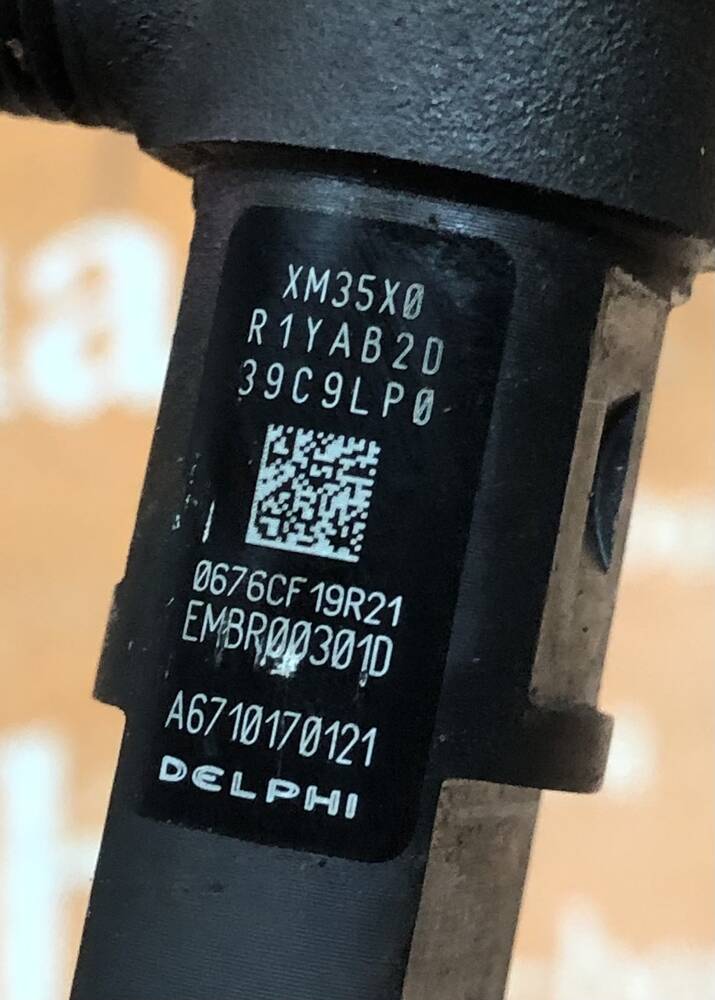 XM35X0
R1YAB2D
39C9LP0
0676CF19R21
EMBR00301D
A6710170121
DELPHI